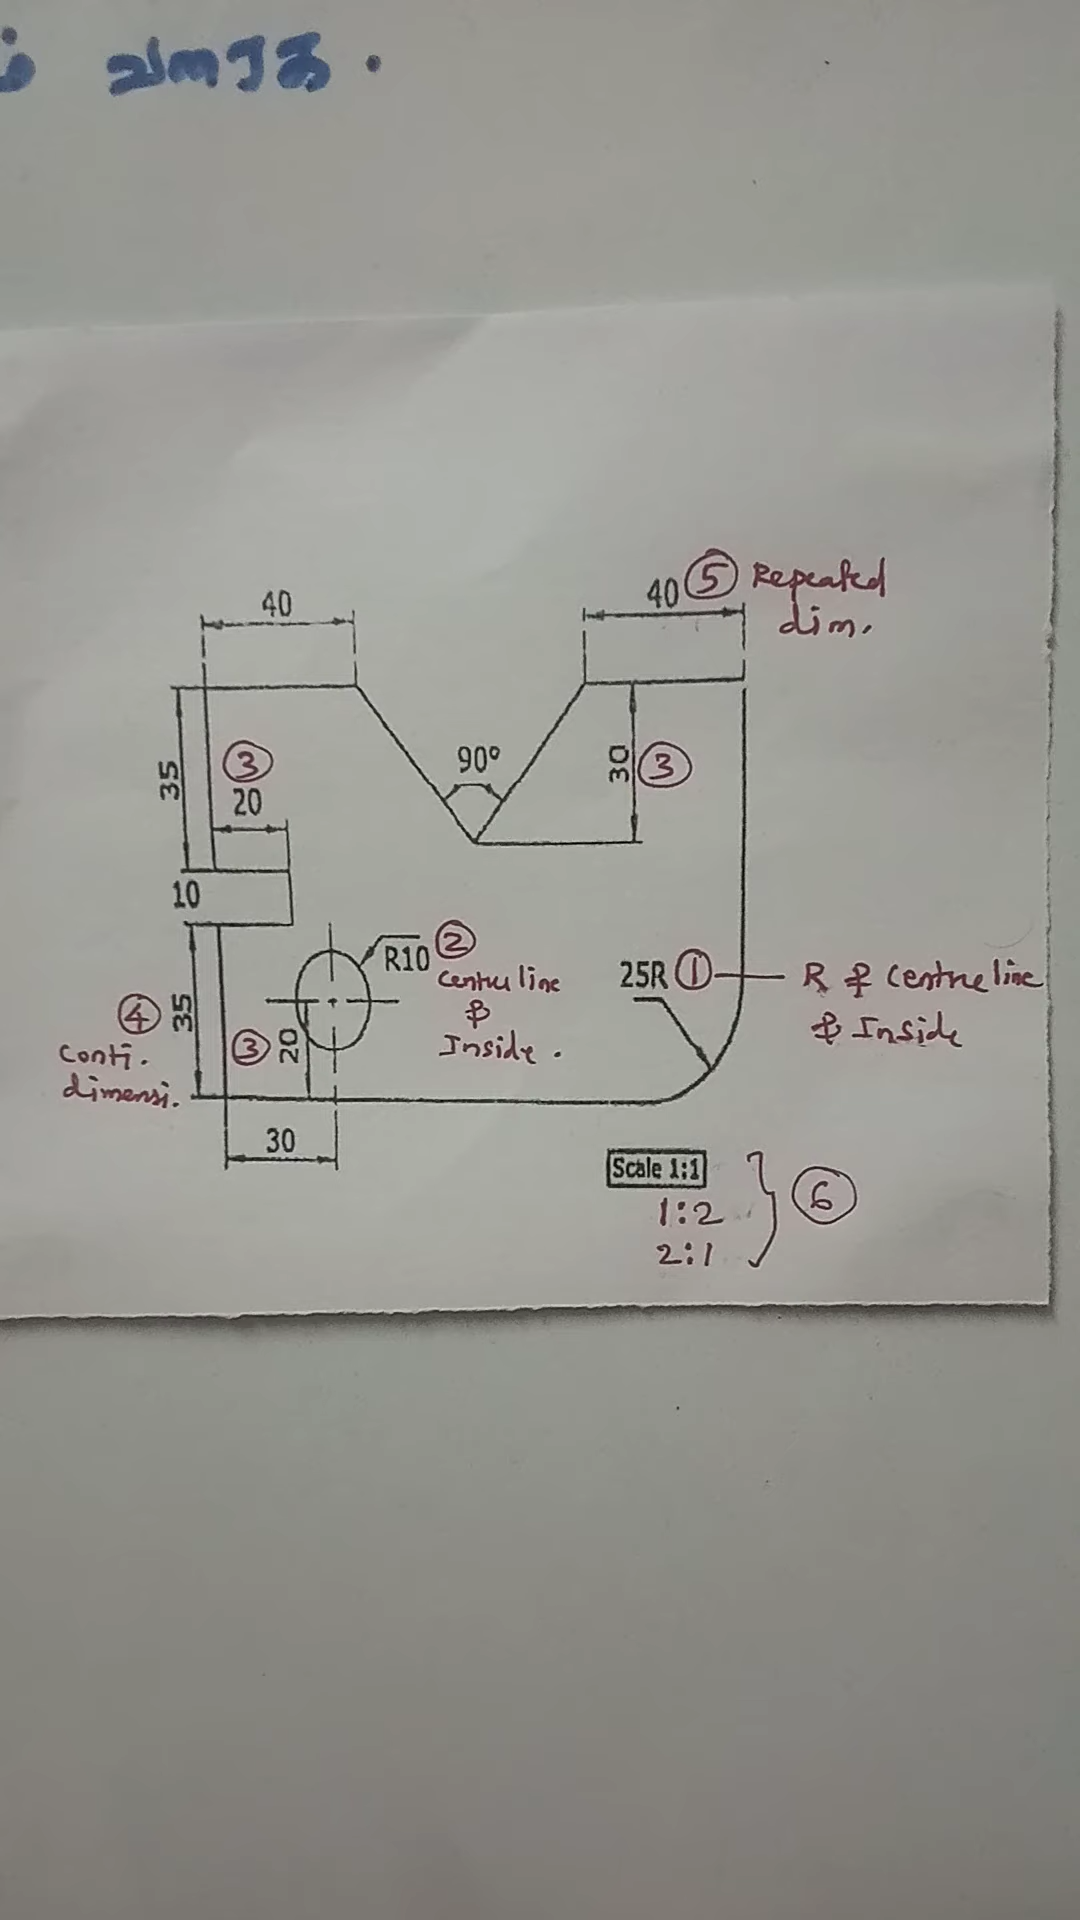 ம் வளரக.
40
40 ⑤ Repeated
dim.
35
③
20
90°
30 ③
10
R10 ②
Centre line
&
Inside.
25R ① R & Centre line
& Inside
④ 35
Conti.
dimensi.
③ 20
30
Scale 1:1
1:2
2:1
⑥